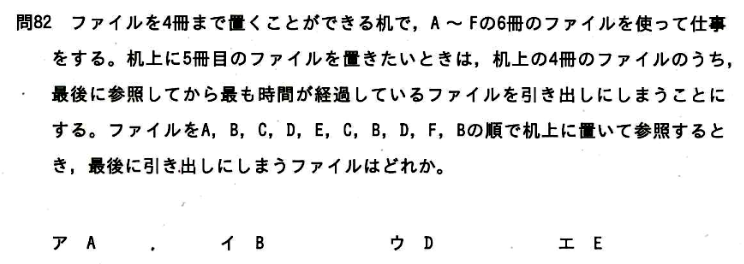 問82 ファイルを4冊まで置くことができる机で，A ～ Fの6冊のファイルを使って仕事
をする。机上に5冊目のファイルを置きたいときは，机上の4冊のファイルのうち，
最後に参照してから最も時間が経過しているファイルを引き出しにしまうことに
する。ファイルをA，B，C，D，E，C，B，D，F，Bの順で机上に置いて参照すると
き，最後に引き出しにしまうファイルはどれか。
ア A イ B ウ D エ E